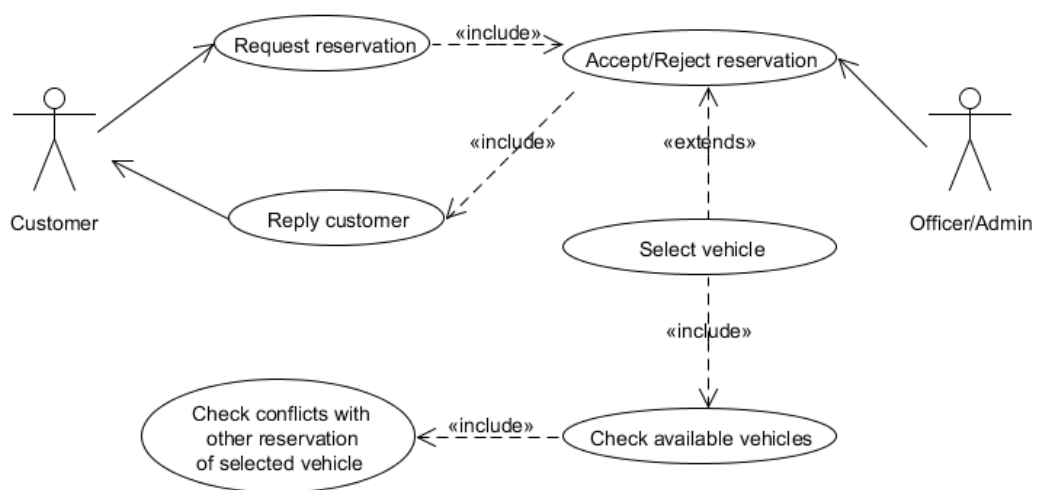 Request reservation
«include»
Accept/Reject reservation
«include»
«extends»
Customer
Reply customer
Officer/Admin
Select vehicle
«include»
Check conflicts with
other reservation
of selected vehicle
«include»
Check available vehicles